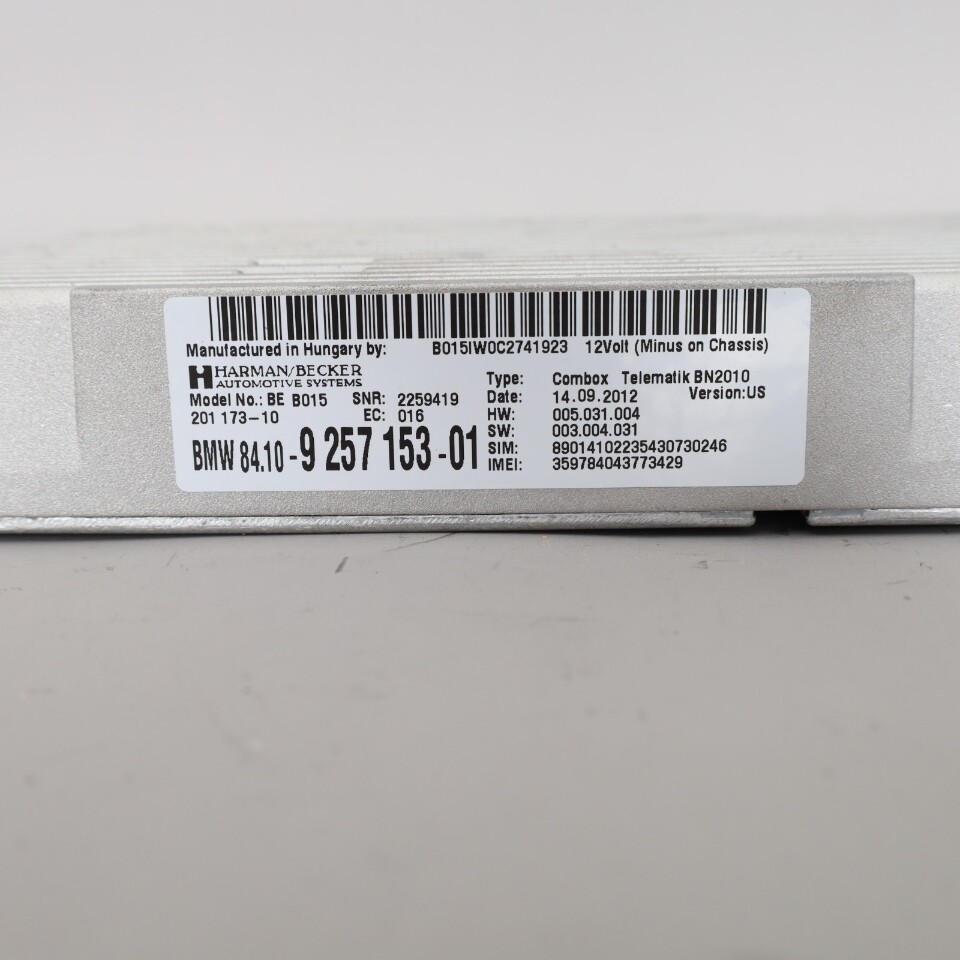 Manufactured in Hungary by: B015IW0C2741923 12Volt (Minus on Chassis)
HARMAN/BECKER
AUTOMOTIVE SYSTEMS
Model No.: BE B015 SNR: 2259419
201 173-10 EC: 016
BMW 84.10 - 9 257 153 - 01
Type: Combox Telematik BN2010
Date: 14.09.2012 Version: US
HW: 005.031.004
SW: 003.004.031
SIM: 89014102235430730246
IMEI: 359784043773429